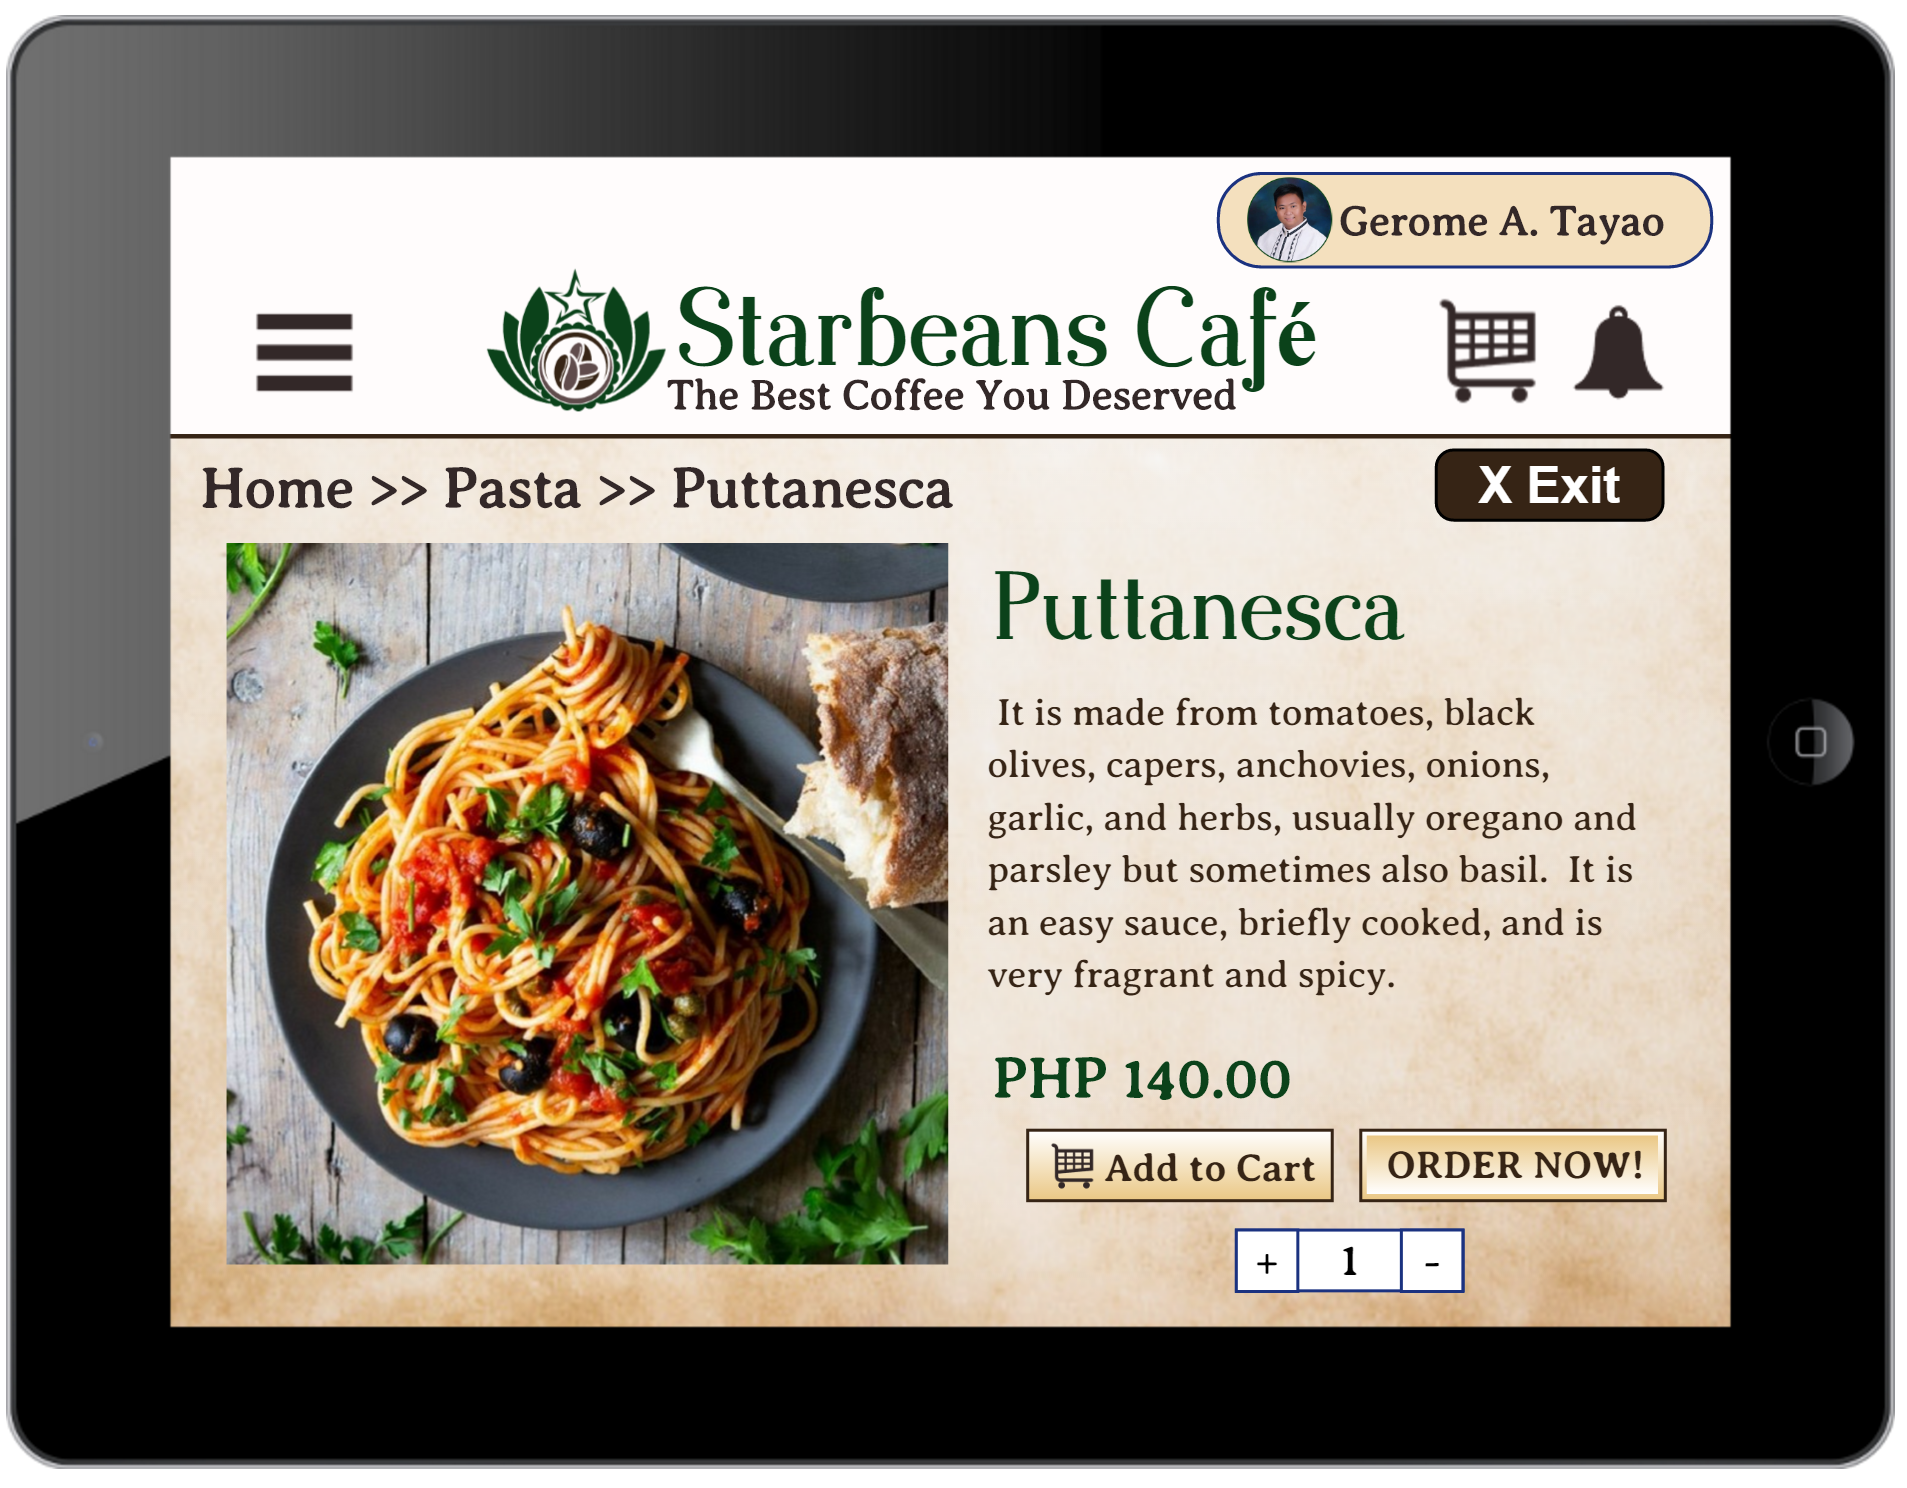 Gerome A. Tayao
Starbeans Café
The Best Coffee You Deserved
Home >> Pasta >> Puttanesca
X Exit
Puttanesca
It is made from tomatoes, black
olives, capers, anchovies, onions,
garlic, and herbs, usually oregano and
parsley but sometimes also basil.  It is
an easy sauce, briefly cooked, and is
very fragrant and spicy.
PHP 140.00
Add to Cart
ORDER NOW!
+ 1 -